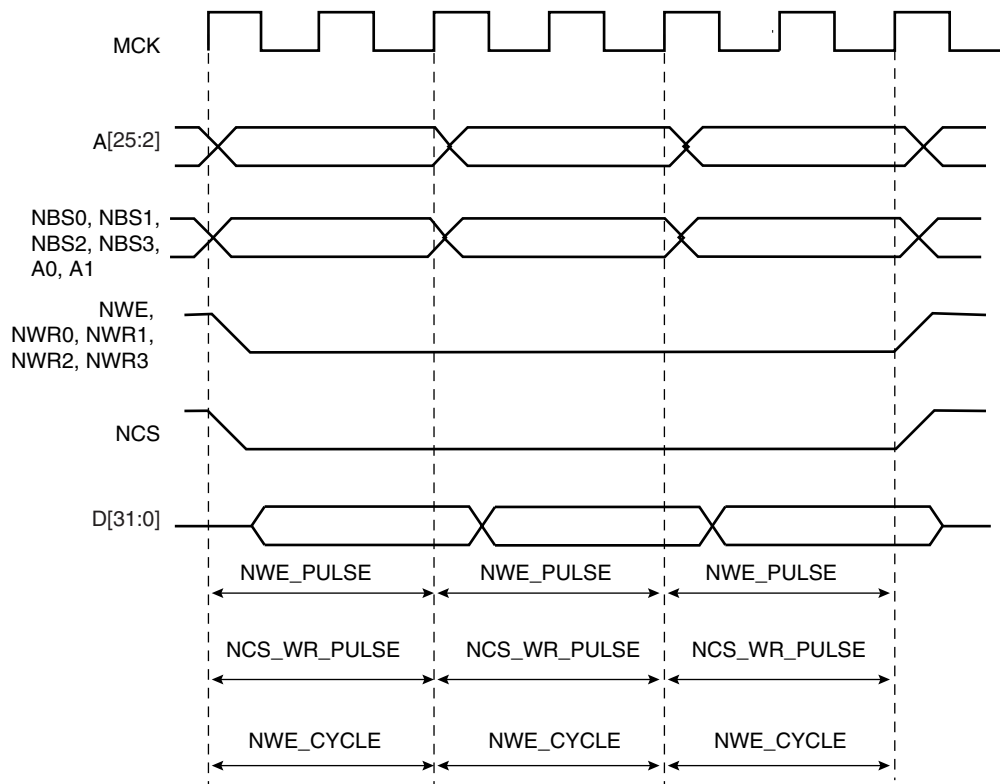 MCK
A[25:2]
NBS0, NBS1,
NBS2, NBS3,
A0, A1
NWE,
NWR0, NWR1,
NWR2, NWR3
NCS
D[31:0]
NWE_PULSE NWE_PULSE NWE_PULSE
NCS_WR_PULSE NCS_WR_PULSE NCS_WR_PULSE
NWE_CYCLE NWE_CYCLE NWE_CYCLE